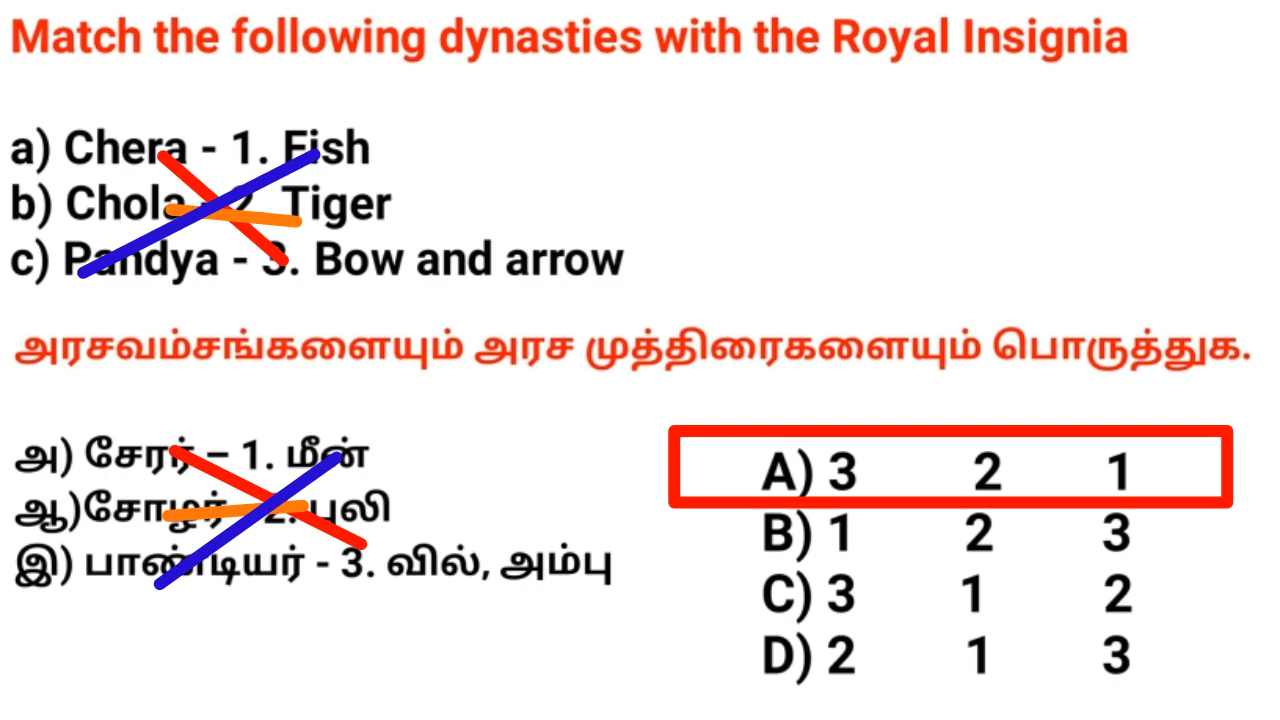 Match the following dynasties with the Royal Insignia
a) Chera - 1. Fish
b) Chola - 2. Tiger
c) Pandya - 3. Bow and arrow
அரசவம்சங்களையும் அரச முத்திரைகளையும் பொருத்துக.
அ) சேரர் – 1. மீன்
ஆ)சோழர் - 2. புலி
இ) பாண்டியர் - 3. வில், அம்பு
A) 3 2 1
B) 1 2 3
C) 3 1 2
D) 2 1 3